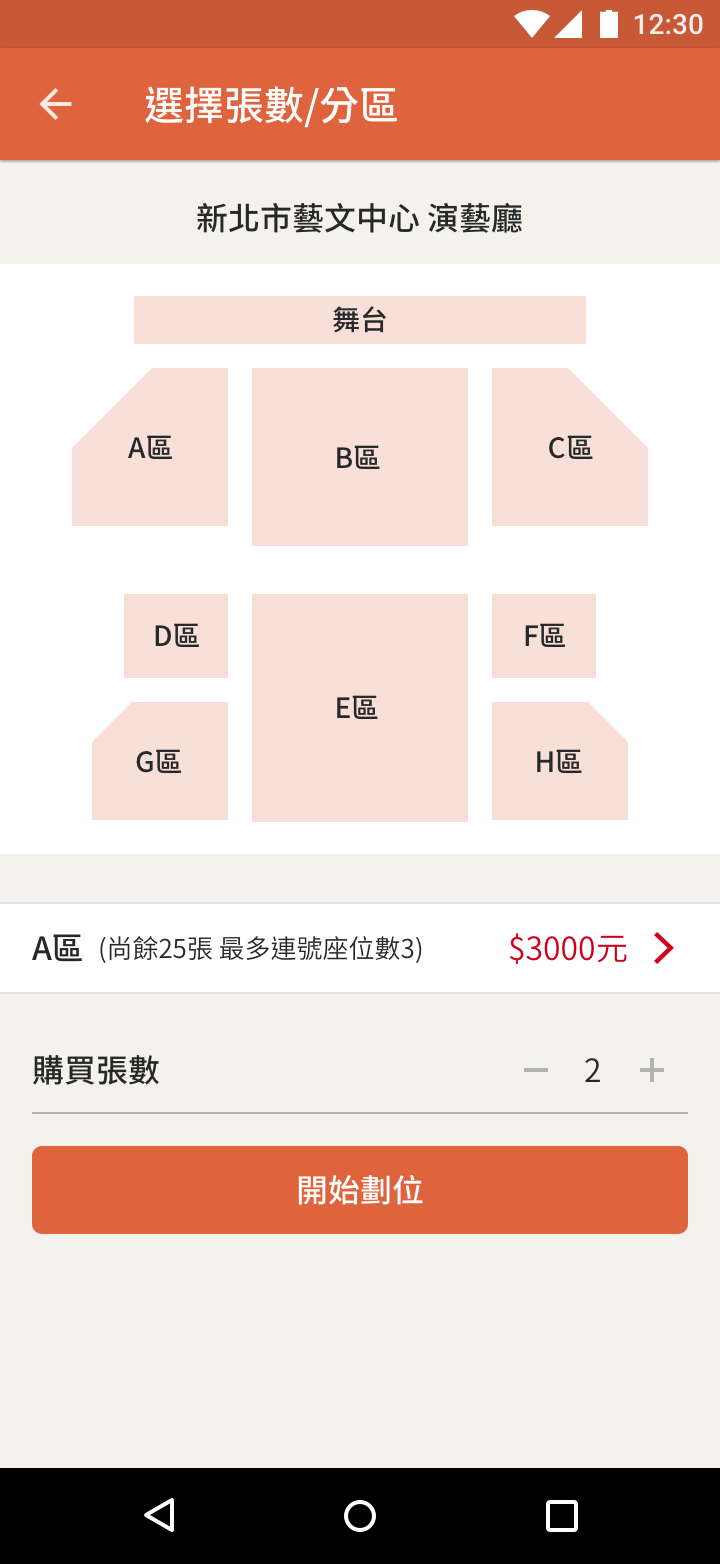 12:30
選擇張數/分區
新北市藝文中心 演藝廳
舞台
A區
B區
C區
D區
E區
F區
G區
H區
A區 (尚餘25張 最多連號座位數3) $3000元
購買張數 2
開始劃位